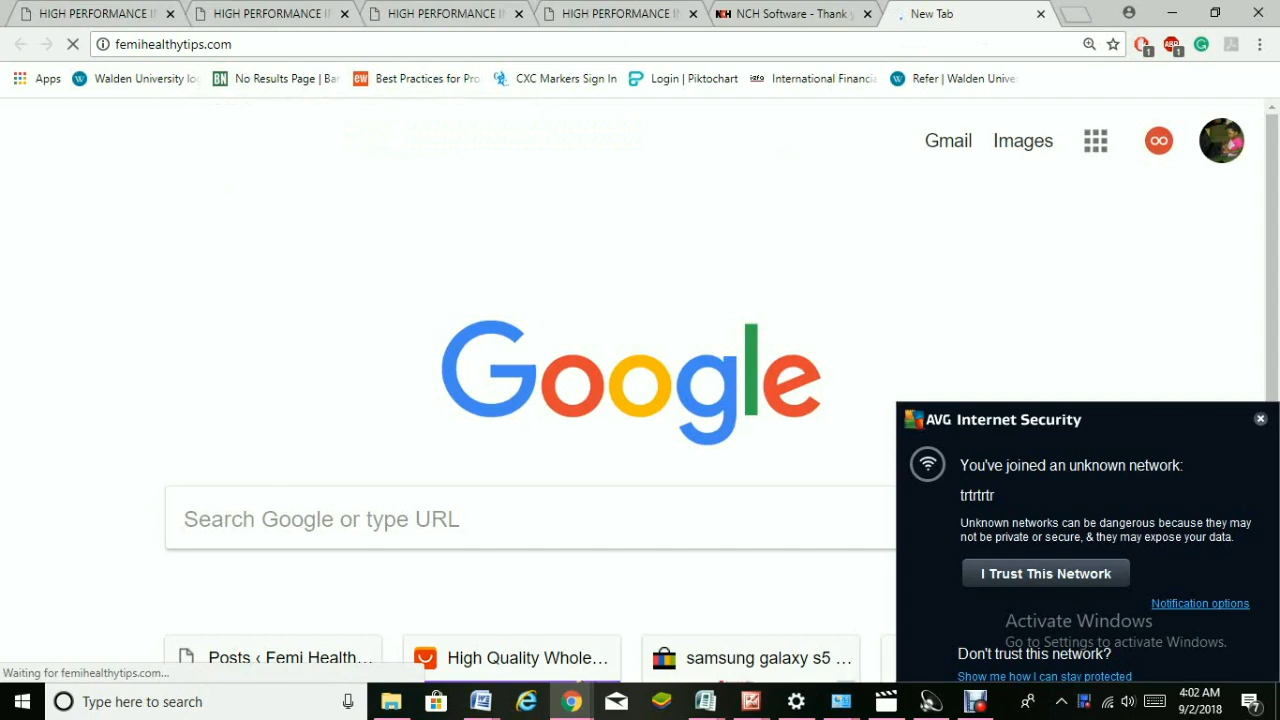 HIGH PERFORMANCE I
HIGH PERFORMANCE I
HIGH PERFORMANCE I
HIGH PERFORMANCE I
NCH Software - Thank y
New Tab
femihealthytips.com
Apps
Walden University log
No Results Page | Bar
Best Practices for Pro
CXC Markers Sign In
Login | Piktochart
International Financia
Refer | Walden Unive
Gmail
Images
Google
Search Google or type URL
AVG Internet Security
You've joined an unknown network:
trtrtrtr
Unknown networks can be dangerous because they may
not be private or secure, & they may expose your data.
I Trust This Network
Notification options
Activate Windows
Go to Settings to activate Windows.
Don't trust this network?
Show me how I can stay protected
Posts ‹ Femi Health...
High Quality Whole...
samsung galaxy s5 ...
Waiting for femihealthytips.com...
Type here to search
4:02 AM
9/2/2018
7